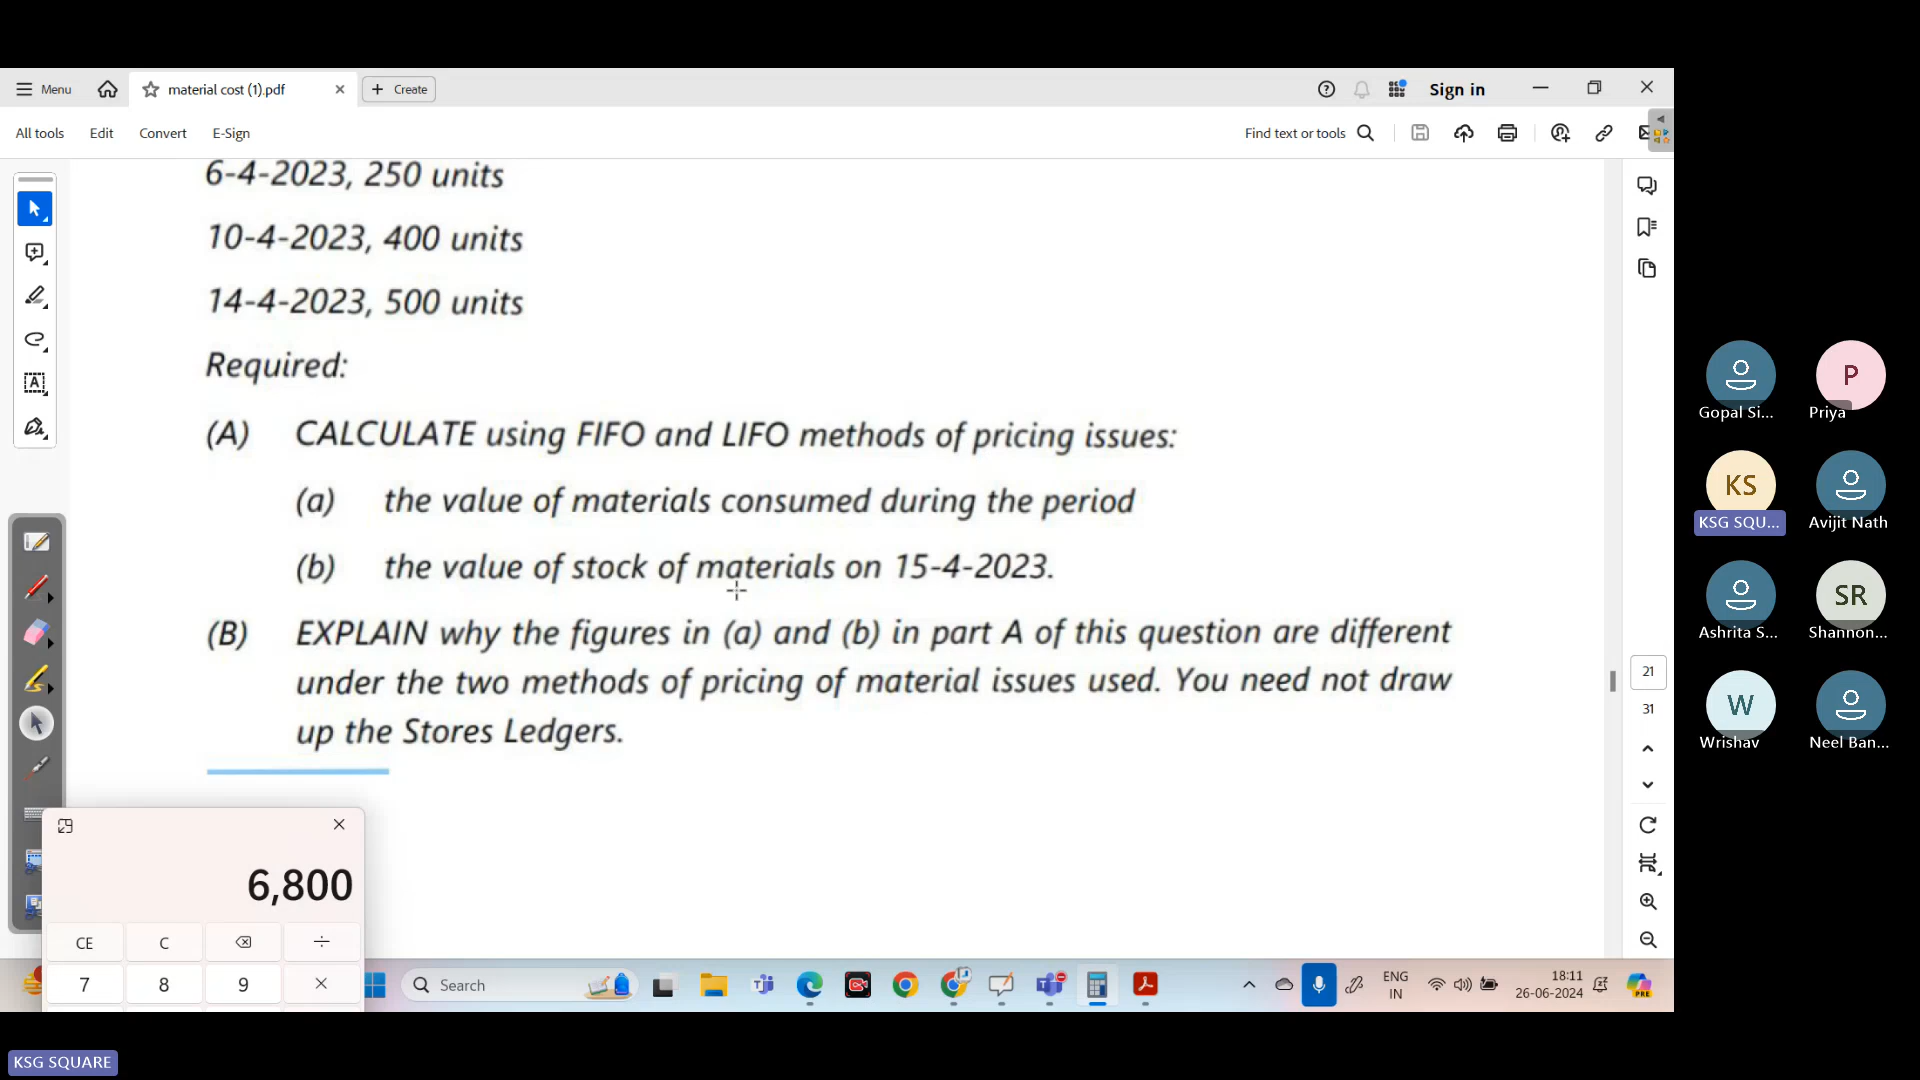 Menu
material cost (1).pdf
Create
Sign in
All tools
Edit
Convert
E-Sign
Find text or tools
6-4-2023, 250 units
10-4-2023, 400 units
14-4-2023, 500 units
Required:
(A) CALCULATE using FIFO and LIFO methods of pricing issues:
(a) the value of materials consumed during the period
(b) the value of stock of materials on 15-4-2023.
(B) EXPLAIN why the figures in (a) and (b) in part A of this question are different
under the two methods of pricing of material issues used. You need not draw
up the Stores Ledgers.
21
31
6,800
CE C ÷
7 8 9 ×
Search
ENG
IN
18:11
26-06-2024
PRE
Gopal Si...
P
Priya
KS
KSG SQU...
Avijit Nath
Ashrita S...
SR
Shannon...
W
Wrishav
Neel Ban...
KSG SQUARE